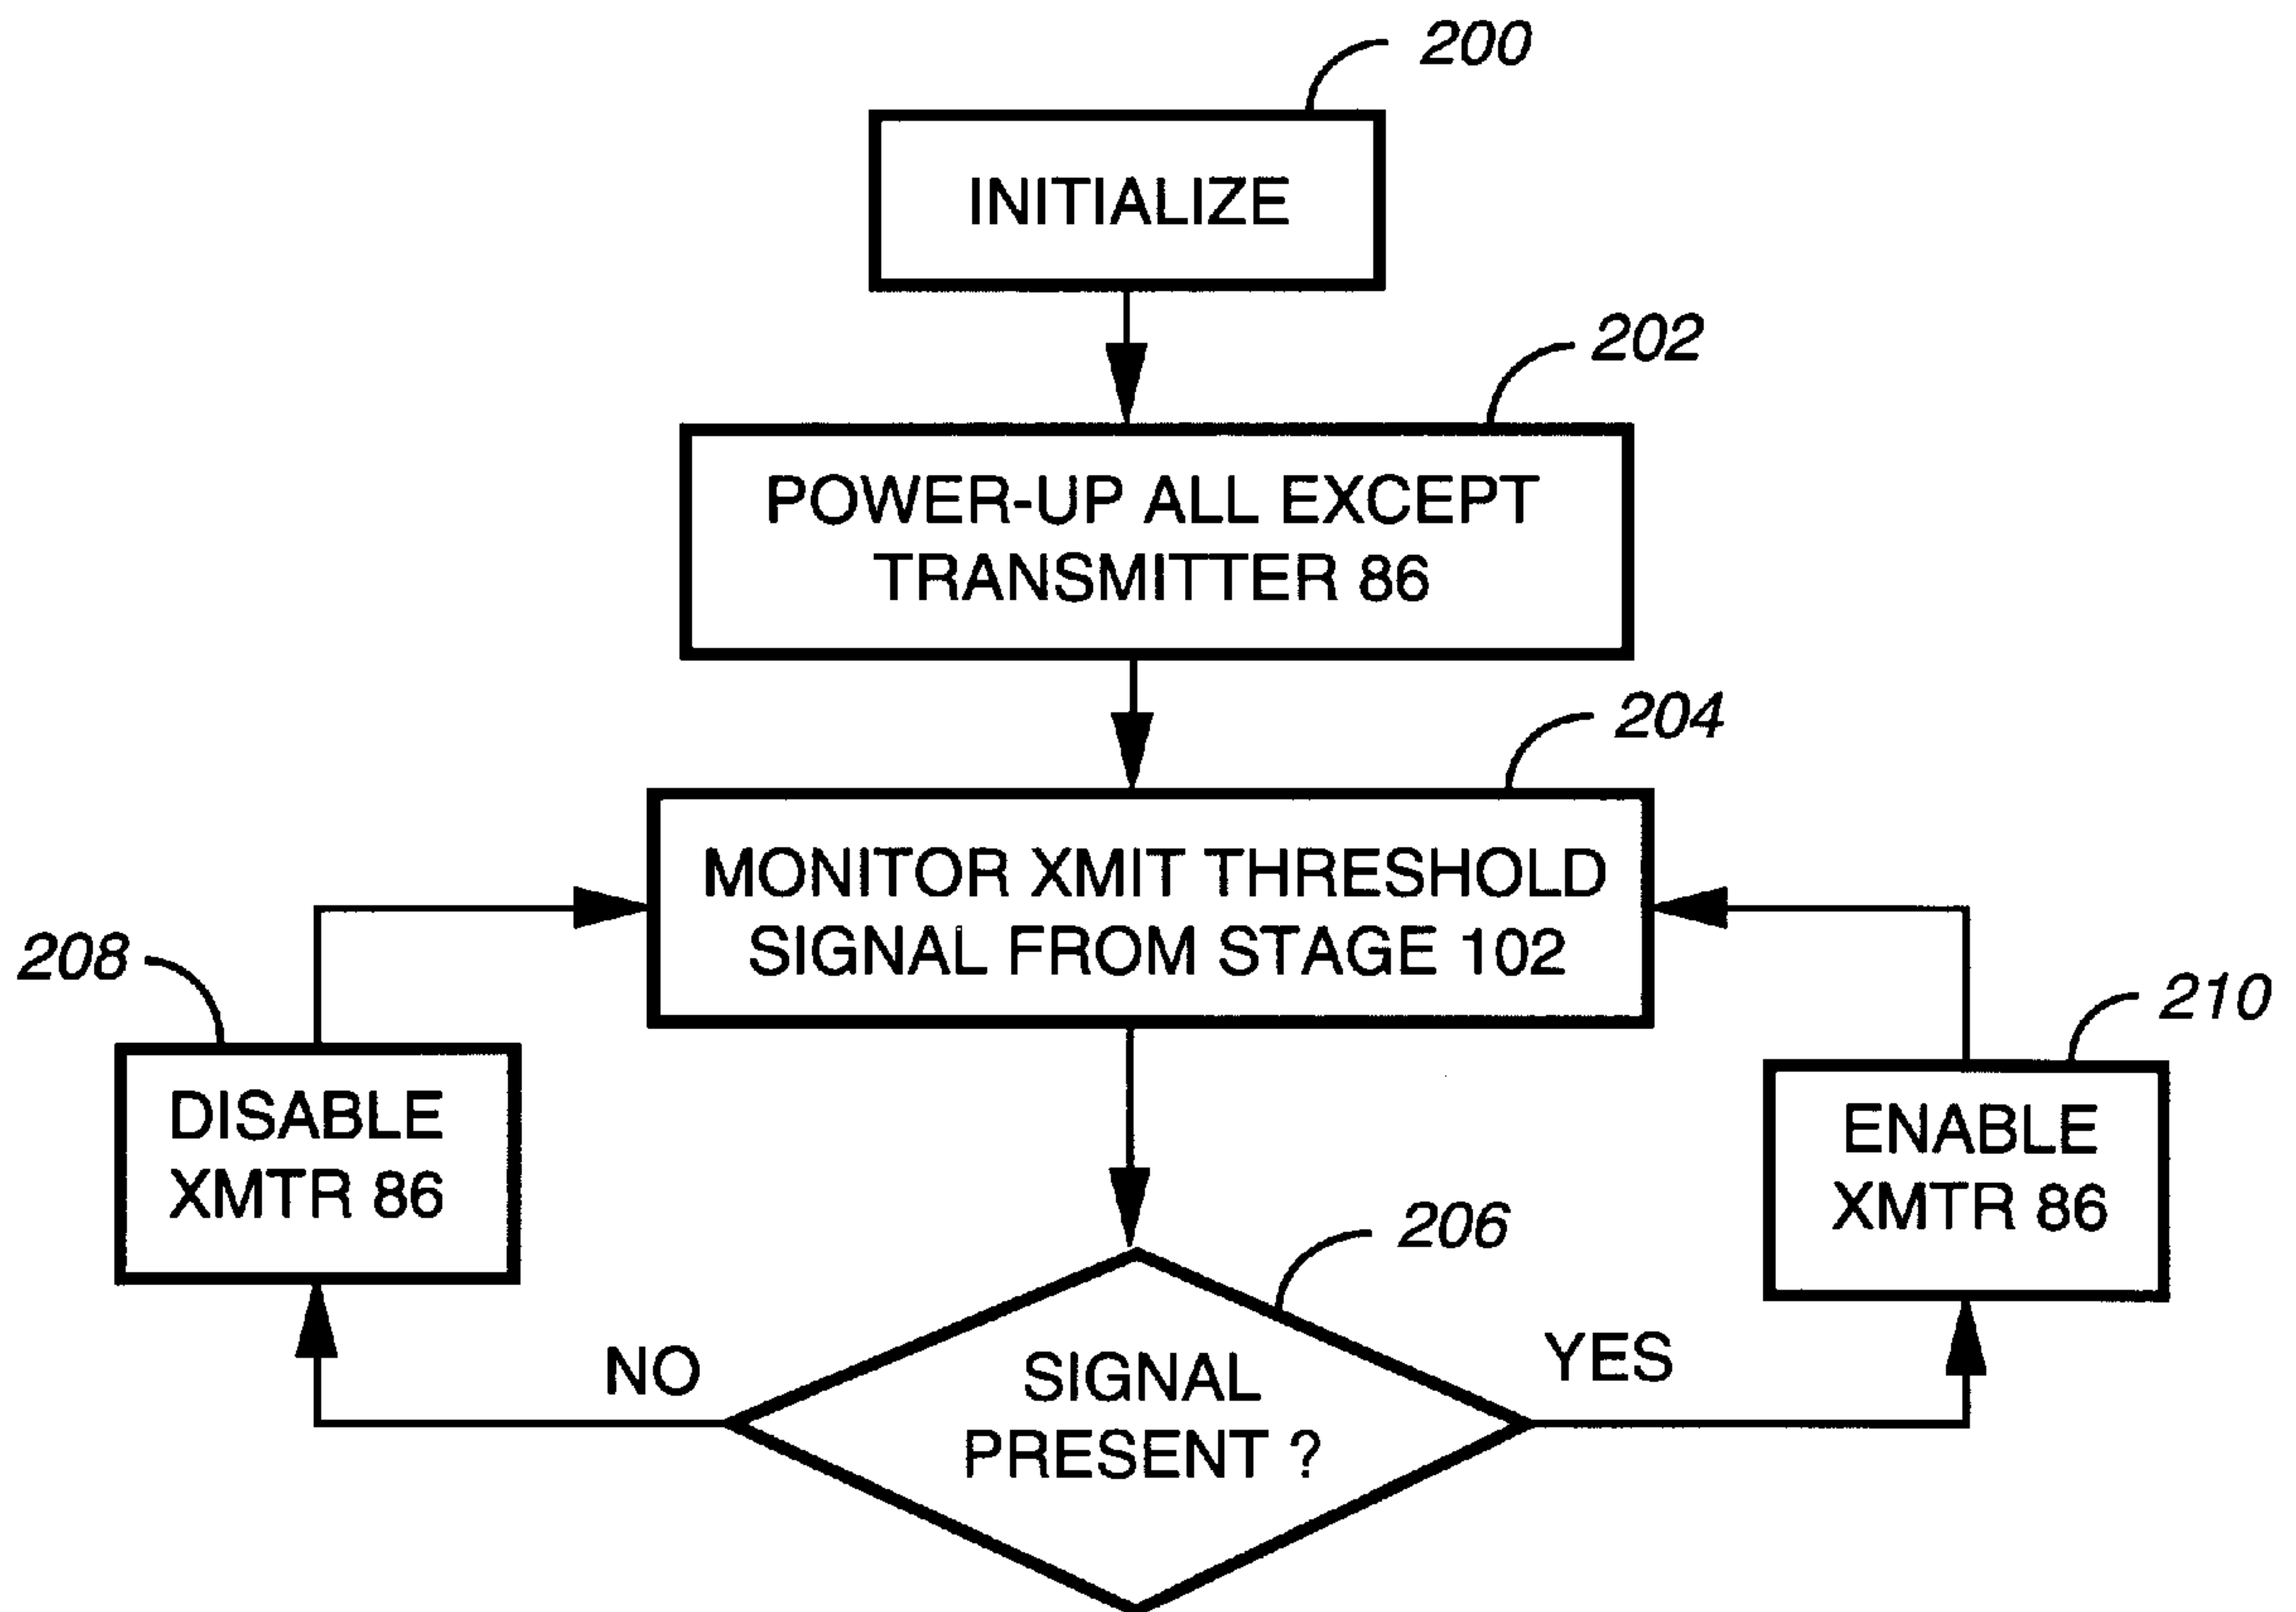 200
INITIALIZE
202
POWER-UP ALL EXCEPT
TRANSMITTER 86
204
MONITOR XMIT THRESHOLD
SIGNAL FROM STAGE 102
208
DISABLE
XMTR 86
210
ENABLE
XMTR 86
206
NO
SIGNAL
PRESENT ?
YES